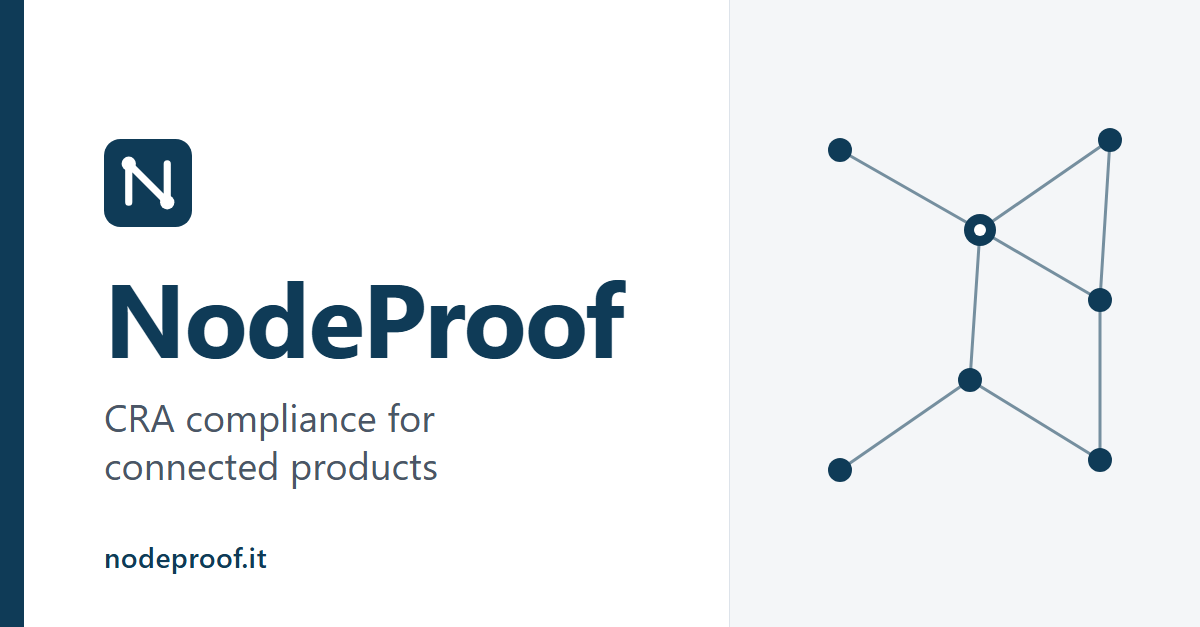 N
NodeProof
CRA compliance for
connected products
nodeproof.it